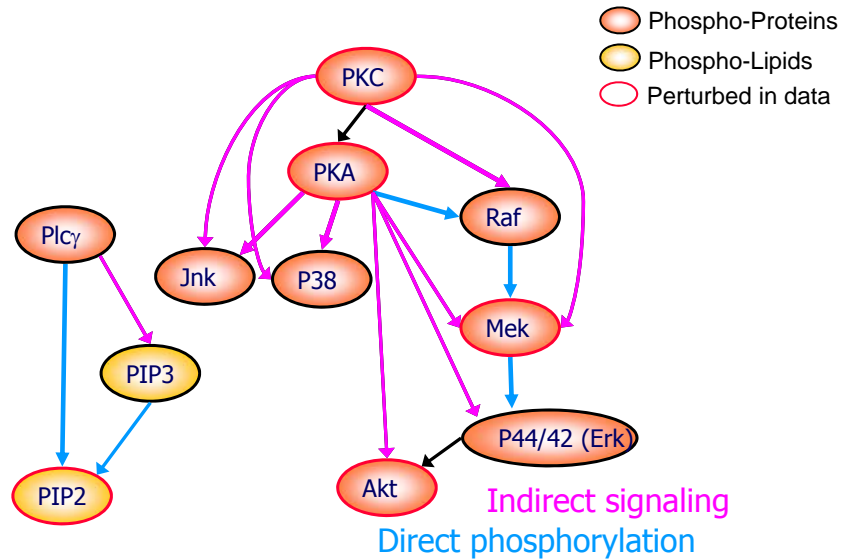 Phospho-Proteins
Phospho-Lipids
Perturbed in data
PKC
PKA
Raf
Plcγ
Jnk
P38
Mek
PIP3
P44/42 (Erk)
PIP2
Akt
Indirect signaling
Direct phosphorylation